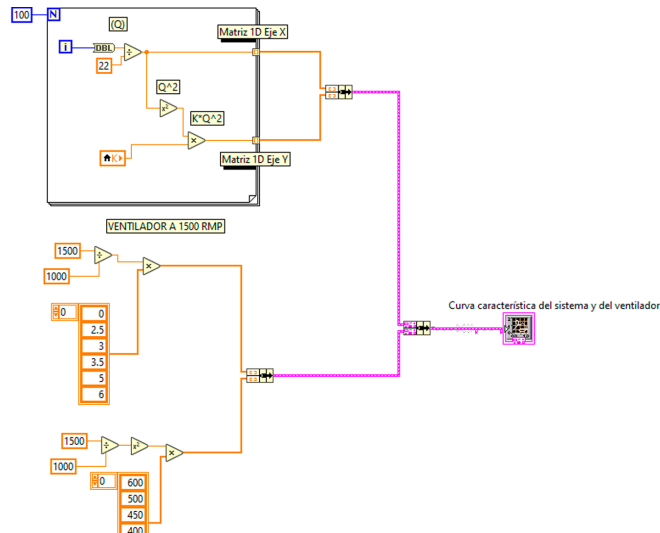 100
N
(Q)
Matriz 1D Eje X
i
DBL
÷
22
Q^2
x²
K*Q^2
×
K
Matriz 1D Eje Y
VENTILADOR A 1500 RMP
1500
÷
×
1000
0
0
2.5
3
3.5
5
6
Curva característica del sistema y del ventilador
1500
÷
x²
×
1000
0
600
500
450
400